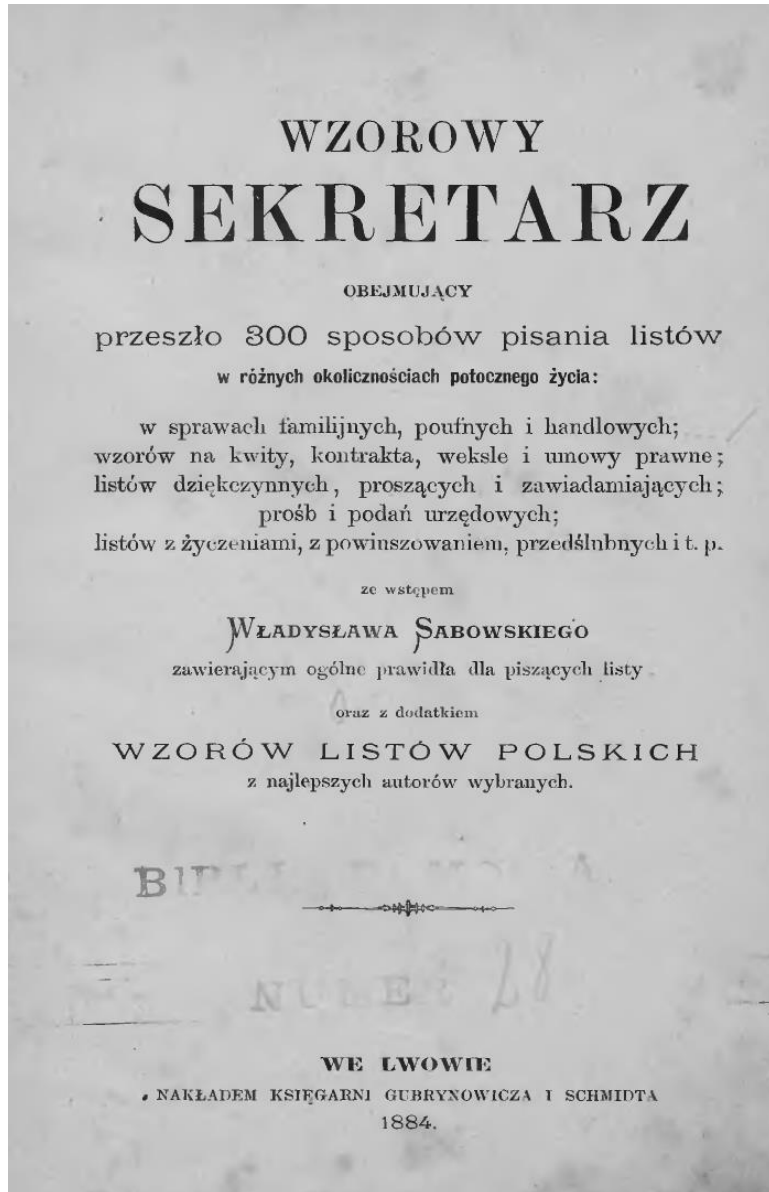 WZOROWY
SEKRETARZ
OBEJMUJĄCY
przeszło 300 sposobów pisania listów
w różnych okolicznościach potocznego życia:
w sprawach familijnych, poufnych i handlowych;
wzorów na kwity, kontrakta, weksle i umowy prawne;
listów dziękczynnych, proszących i zawiadamiających;
prośb i podań urzędowych;
listów z życzeniami, z powinszowaniem, przedślubnych i t. p.
ze wstępem
WŁADYSŁAWA SABOWSKIEGO
zawierającym ogólne prawidła dla piszących listy
oraz z dodatkiem
WZORÓW LISTÓW POLSKICH
z najlepszych autorów wybranych.
28
WE LWOWIE
NAKŁADEM KSIĘGARNI GUBRYNOWICZA I SCHMIDTA
1884.